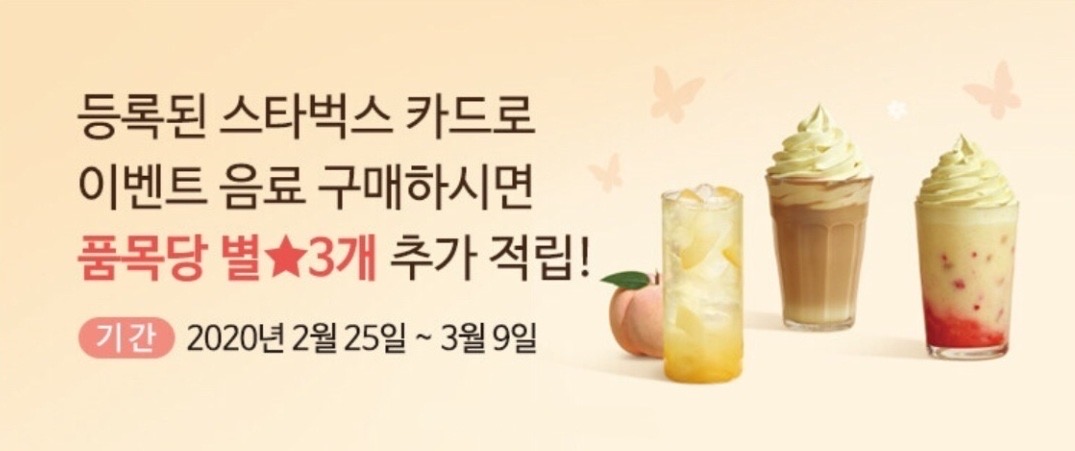 등록된 스타벅스 카드로
이벤트 음료 구매하시면
품목당 별★3개 추가 적립!
기간 2020년 2월 25일 ~ 3월 9일